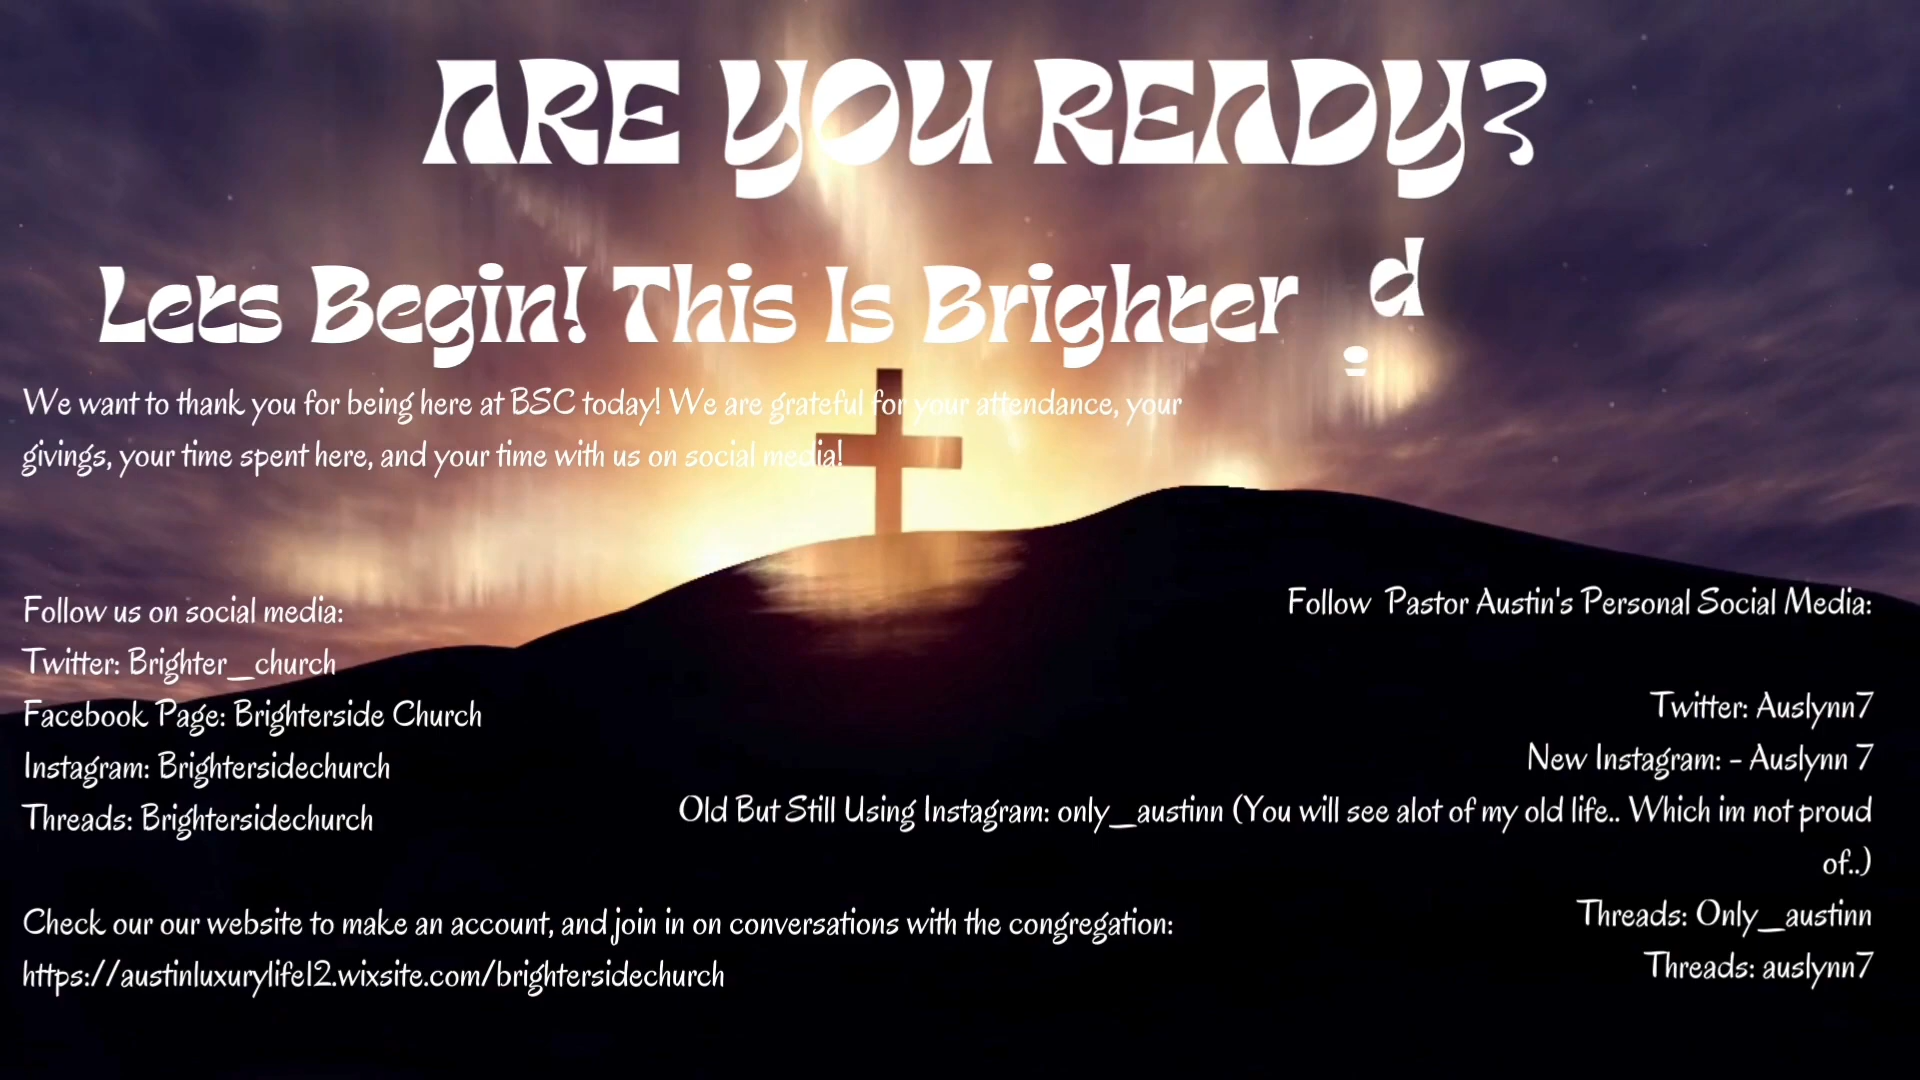 ARE YOU READY?
Lets Begin! This Is Brighter
d
We want to thank you for being here at BSC today! We are grateful for your attendance, your
givings, your time spent here, and your time with us on social media!
Follow us on social media:
Twitter: Brighter__church
Facebook Page: Brighterside Church
Instagram: Brightersidechurch
Threads: Brightersidechurch
Check our our website to make an account, and join in on conversations with the congregation:
https://austinluxurylife12.wixsite.com/brightersidechurch
Follow  Pastor Austin's Personal Social Media:
Twitter: Auslynn7
New Instagram: - Auslynn 7
Old But Still Using Instagram: only__austinn (You will see alot of my old life.. Which im not proud
of..)
Threads: Only__austinn
Threads: auslynn7